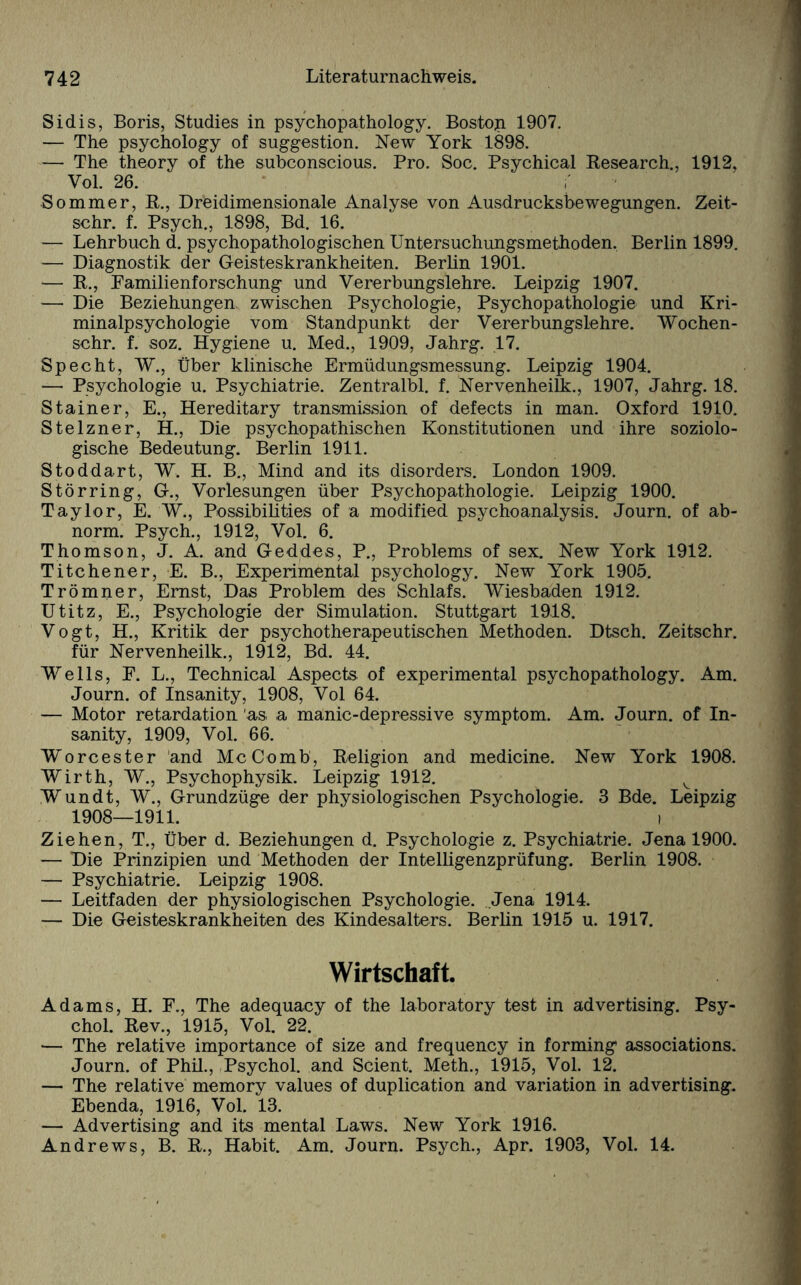 742 Literaturnachweis.
Sidis, Boris, Studies in psychopathology. Boston 1907.
— The psychology of suggestion. New York 1898.
— The theory of the subconscious. Pro. Soc. Psychical Research., 1912,
Vol. 26.
Sommer, R., Dreidimensionale Analyse von Ausdrucksbewegungen. Zeit-
schr. f. Psych., 1898, Bd. 16.
— Lehrbuch d. psychopathologischen Untersuchungsmethoden. Berlin 1899.
— Diagnostik der Geisteskrankheiten. Berlin 1901.
— R., Familienforschung und Vererbungslehre. Leipzig 1907.
— Die Beziehungen zwischen Psychologie, Psychopathologie und Kri-
minalpsychologie vom Standpunkt der Vererbungslehre. Wochen-
schr. f. soz. Hygiene u. Med., 1909, Jahrg. 17.
Specht, W., Über klinische Ermüdungsmessung. Leipzig 1904.
— Psychologie u. Psychiatrie. Zentralbl. f. Nervenheilk., 1907, Jahrg. 18.
Stainer, E., Hereditary transmission of defects in man. Oxford 1910.
Stelzner, H., Die psychopathischen Konstitutionen und ihre soziolo-
gische Bedeutung. Berlin 1911.
Stoddart, W. H. B., Mind and its disorders. London 1909.
Störring, G., Vorlesungen über Psychopathologie. Leipzig 1900.
Taylor, E. W., Possibilities of a modified psychoanalysis. Journ. of ab-
norm. Psych., 1912, Vol. 6.
Thomson, J. A. and Geddes, P., Problems of sex. New York 1912.
Titchener, E. B., Experimental psychology. New York 1905.
Trömner, Ernst, Das Problem des Schlafs. Wiesbaden 1912.
Utitz, E., Psychologie der Simulation. Stuttgart 1918.
Vogt, H., Kritik der psychotherapeutischen Methoden. Dtsch. Zeitschr.
für Nervenheilk., 1912, Bd. 44.
Wells, F. L., Technical Aspects of experimental psychopathology. Am.
Journ. of Insanity, 1908, Vol 64.
— Motor retardation as a manic-depressive symptom. Am. Journ. of In-
sanity, 1909, Vol. 66.
Worcester and McComb, Religion and medicine. New York 1908.
Wirth, W., Psychophysik. Leipzig 1912.
Wundt, W., Grundzüge der physiologischen Psychologie. 3 Bde. Leipzig
1908—1911.
Ziehen, T., Über d. Beziehungen d. Psychologie z. Psychiatrie. Jena 1900.
— Die Prinzipien und Methoden der Intelligenzprüfung. Berlin 1908.
— Psychiatrie. Leipzig 1908.
— Leitfaden der physiologischen Psychologie. Jena 1914.
— Die Geisteskrankheiten des Kindesalters. Berlin 1915 u. 1917.
Wirtschaft.
Adams, H. F., The adequacy of the laboratory test in advertising. Psy-
chol. Rev., 1915, Vol. 22.
— The relative importance of size and frequency in forming associations.
Journ. of Phil., Psychol. and Scient. Meth., 1915, Vol. 12.
— The relative memory values of duplication and variation in advertising.
Ebenda, 1916, Vol. 13.
— Advertising and its mental Laws. New York 1916.
Andrews, B. R., Habit. Am. Journ. Psych., Apr. 1903, Vol. 14.